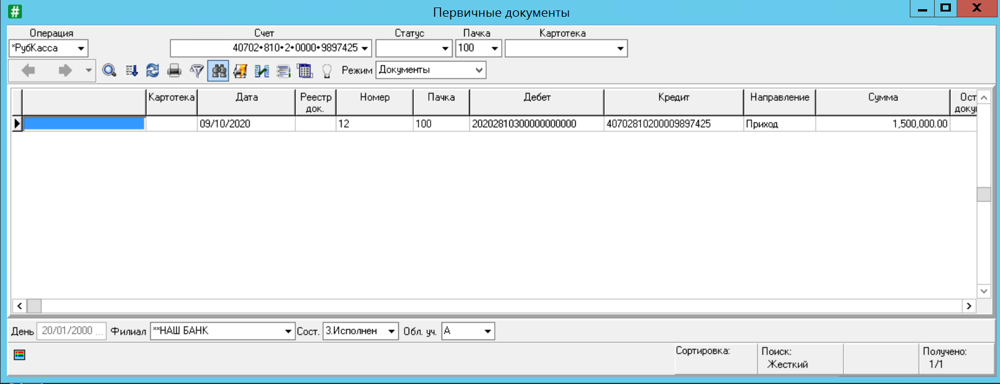 Первичные документы
Операция Счет Статус Пачка Картотека
*РубКасса 40702•810•2•0000•9897425 100
Режим Документы
Картотека Дата Реестр док. Номер Пачка Дебет Кредит Направление Сумма Ост доку
09/10/2020 12 100 20202810300000000000 40702810200009897425 Приход 1,500,000.00
День 20/01/2000 ... Филиал **НАШ БАНК Сост. 3.Исполнен Обл. уч. А
Сортировка: Поиск: Получено:
Жесткий 1/1